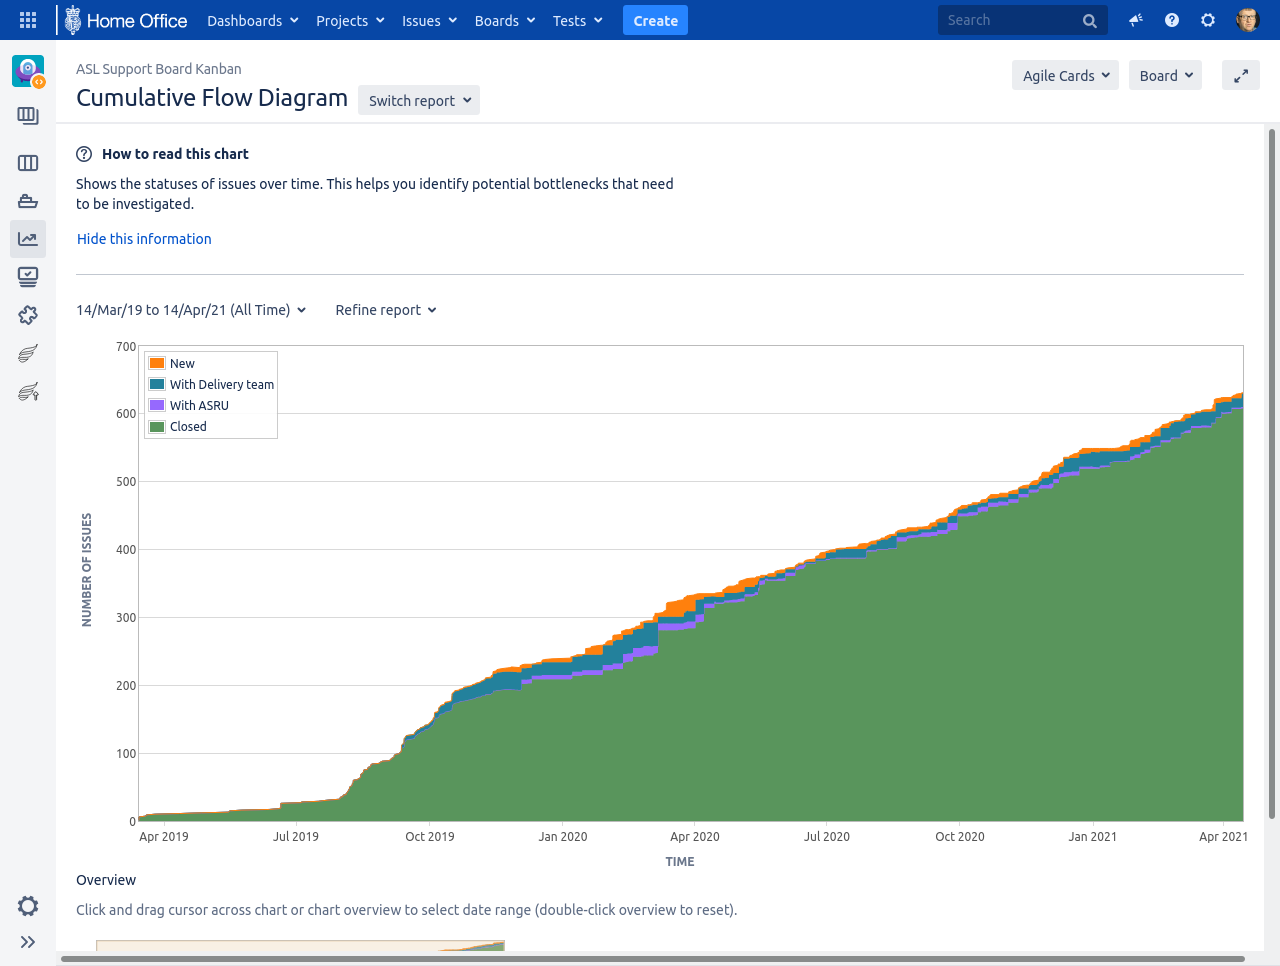 Home Office
Dashboards Projects Issues Boards Tests Create Search
ASL Support Board Kanban
Cumulative Flow Diagram
Switch report
Agile Cards Board
How to read this chart
Shows the statuses of issues over time. This helps you identify potential bottlenecks that need
to be investigated.
Hide this information
14/Mar/19 to 14/Apr/21 (All Time) Refine report
New
With Delivery team
With ASRU
Closed
700
600
500
400
300
200
100
0
NUMBER OF ISSUES
Apr 2019 Jul 2019 Oct 2019 Jan 2020 Apr 2020 Jul 2020 Oct 2020 Jan 2021 Apr 2021
TIME
Overview
Click and drag cursor across chart or chart overview to select date range (double-click overview to reset).